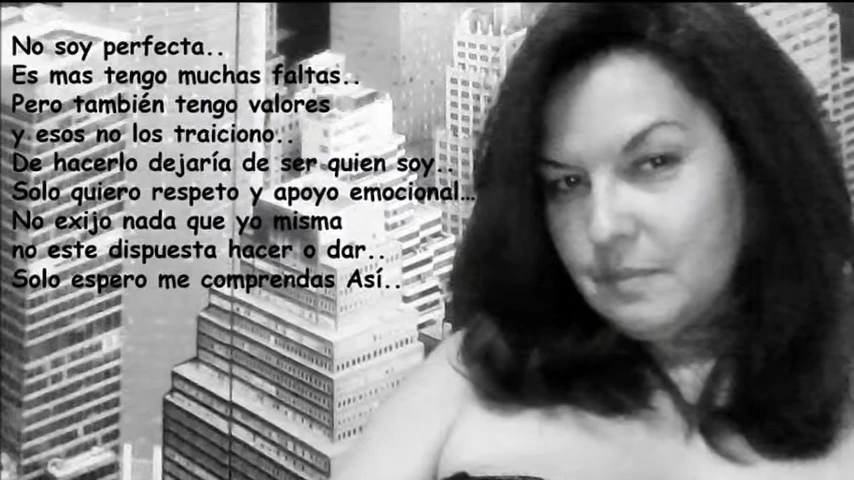 No soy perfecta..
Es mas tengo muchas faltas..
Pero también tengo valores
y esos no los traiciono..
De hacerlo dejaría de ser quien soy..
Solo quiero respeto y apoyo emocional...
No exijo nada que yo misma
no este dispuesta hacer o dar..
Solo espero me comprendas Así..